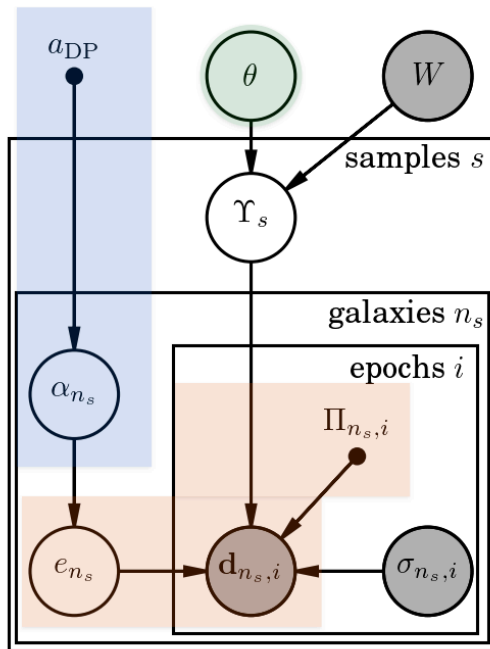 a_DP θ W
samples s
Υ_s
galaxies n_s
epochs i
α_{n_s}
Π_{n_s,i}
e_{n_s} d_{n_s,i} σ_{n_s,i}